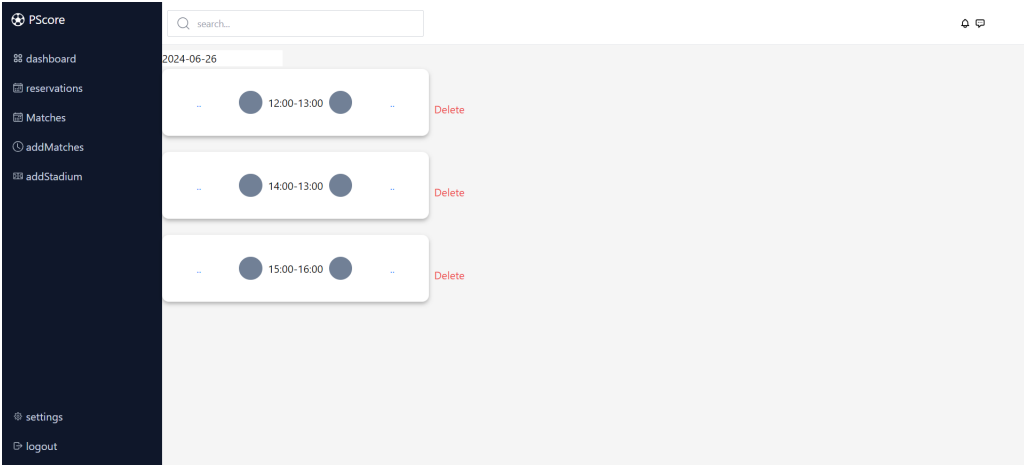 PScore
search...
dashboard
reservations
Matches
addMatches
addStadium
settings
logout
2024-06-26
.. 12:00-13:00 ..
Delete
.. 14:00-13:00 ..
Delete
.. 15:00-16:00 ..
Delete